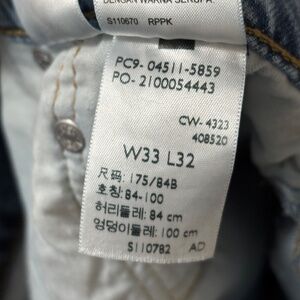 DENGAN WARNA SERUPA
S110670 RPPK
PC9- 04511-5859
PO- 2100054443
CW- 4323
408520
W33 L32
尺码: 175/84B
호칭: 84-100
허리둘레: 84 cm
엉덩이둘레: 100 cm
S110782 AD